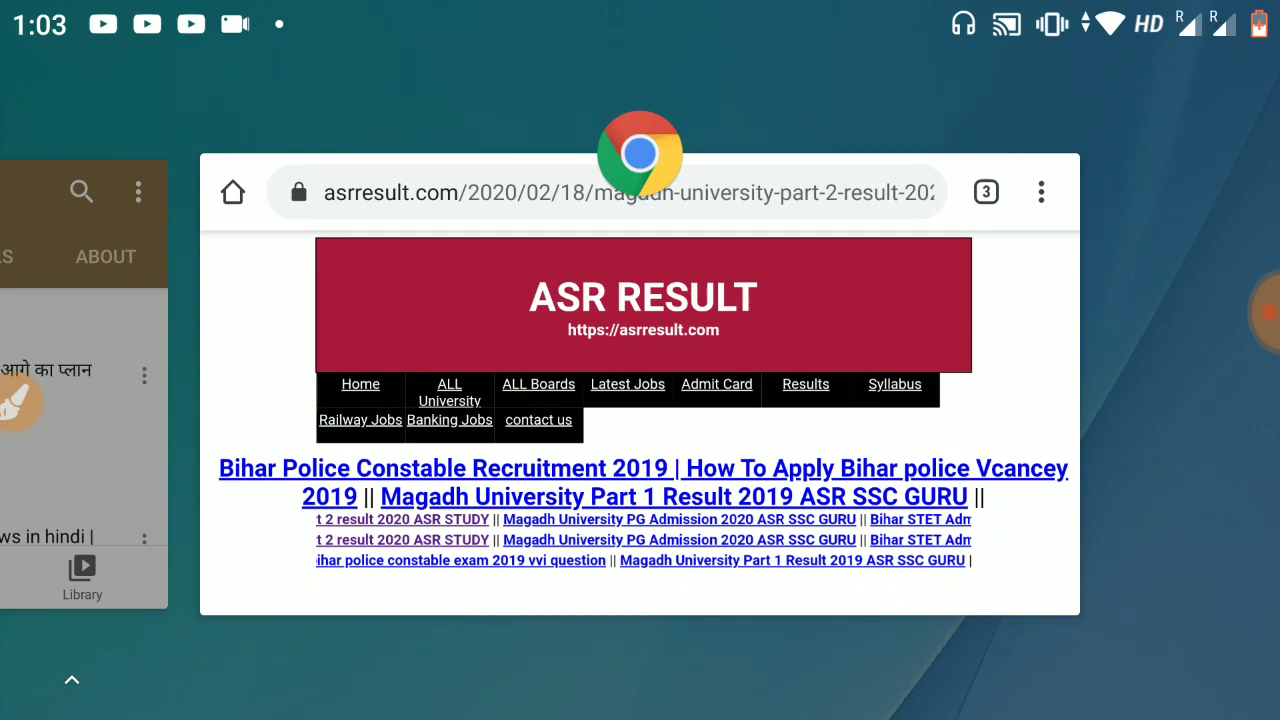 1:03
HD R R
asrresult.com/2020/02/18/magadh-university-part-2-result-202
3
ABOUT
आगे का प्लान
ws in hindi |
Library
ASR RESULT
https://asrresult.com
Home ALL University ALL Boards Latest Jobs Admit Card Results Syllabus
Railway Jobs Banking Jobs contact us
Bihar Police Constable Recruitment 2019 | How To Apply Bihar police Vcancey
2019 || Magadh University Part 1 Result 2019 ASR SSC GURU ||
t 2 result 2020 ASR STUDY || Magadh University PG Admission 2020 ASR SSC GURU || Bihar STET Adm
t 2 result 2020 ASR STUDY || Magadh University PG Admission 2020 ASR SSC GURU || Bihar STET Adm
ihar police constable exam 2019 vvi question || Magadh University Part 1 Result 2019 ASR SSC GURU |